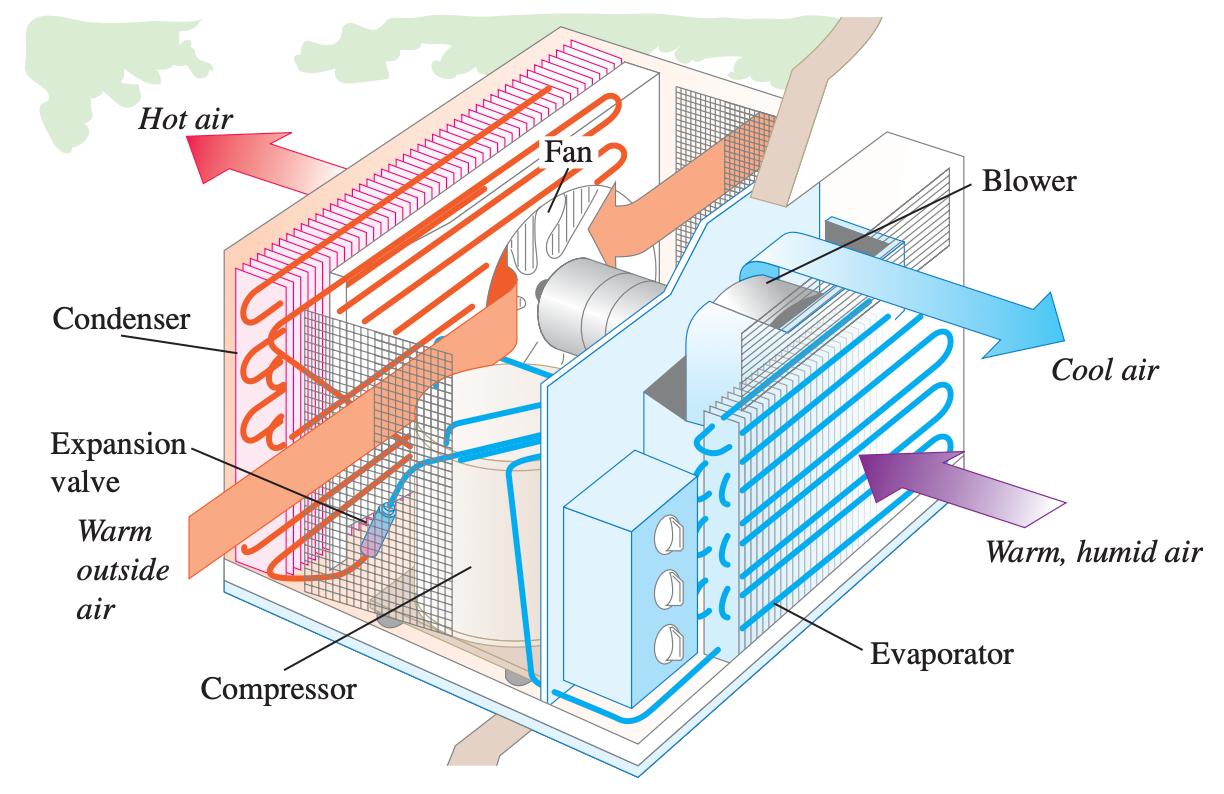 Hot air
Fan
Blower
Condenser
Cool air
Expansion
valve
Warm
outside
air
Warm, humid air
Evaporator
Compressor